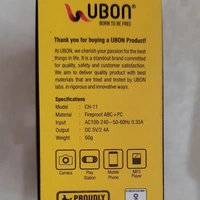 UBON®
BORN TO BE FREE
Thank you for buying a UBON Product!
At UBON, we cherish your passion for the best
things in life. It is a standout brand committed
for quality, safety and customer satisfaction.
We aim to deliver quality product with best
materials that are tried and tested by UBON
labs, in rigorous and innovative ways.
Specifications
Model : CH-11
Material : Fireproof ABC+PC
Input : AC100-240~50-60Hz 0.35A
Output : DC 5V/2.4A
Weight : 60g
Camera
Play Station
Mobile Phone
MP3 Player
PROUDLY